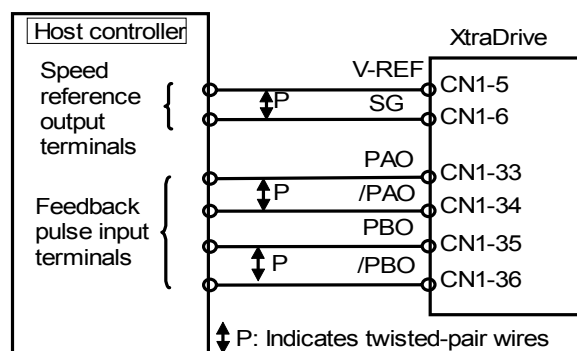 Host controller
XtraDrive
Speed
reference
output
terminals
V-REF
P
SG
CN1-5
CN1-6
Feedback
pulse input
terminals
PAO
P
/PAO
PBO
P
/PBO
CN1-33
CN1-34
CN1-35
CN1-36
P: Indicates twisted-pair wires